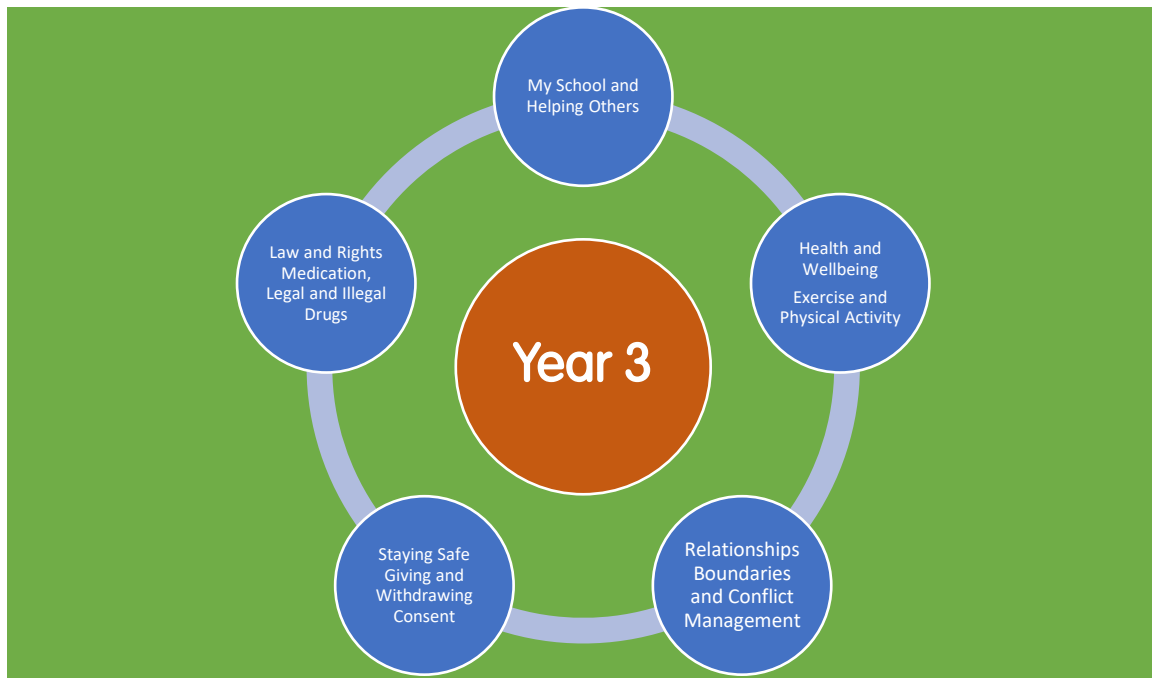 My School and
Helping Others
Health and
Wellbeing
Exercise and
Physical Activity
Relationships
Boundaries
and Conflict
Management
Staying Safe
Giving and
Withdrawing
Consent
Law and Rights
Medication,
Legal and Illegal
Drugs
Year 3